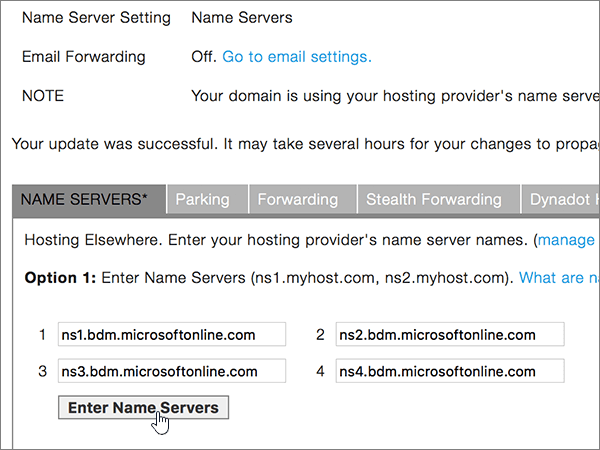 Name Server Setting Name Servers
Email Forwarding Off. Go to email settings.
NOTE Your domain is using your hosting provider's name
Your update was successful. It may take several hours for your changes to
NAME SERVERS* Parking Forwarding Stealth Forwarding Dynadot
Hosting Elsewhere. Enter your hosting provider's name server names. (manage
Option 1: Enter Name Servers (ns1.myhost.com, ns2.myhost.com). What are
1 ns1.bdm.microsoftonline.com 2 ns2.bdm.microsoftonline.com
3 ns3.bdm.microsoftonline.com 4 ns4.bdm.microsoftonline.com
Enter Name Servers